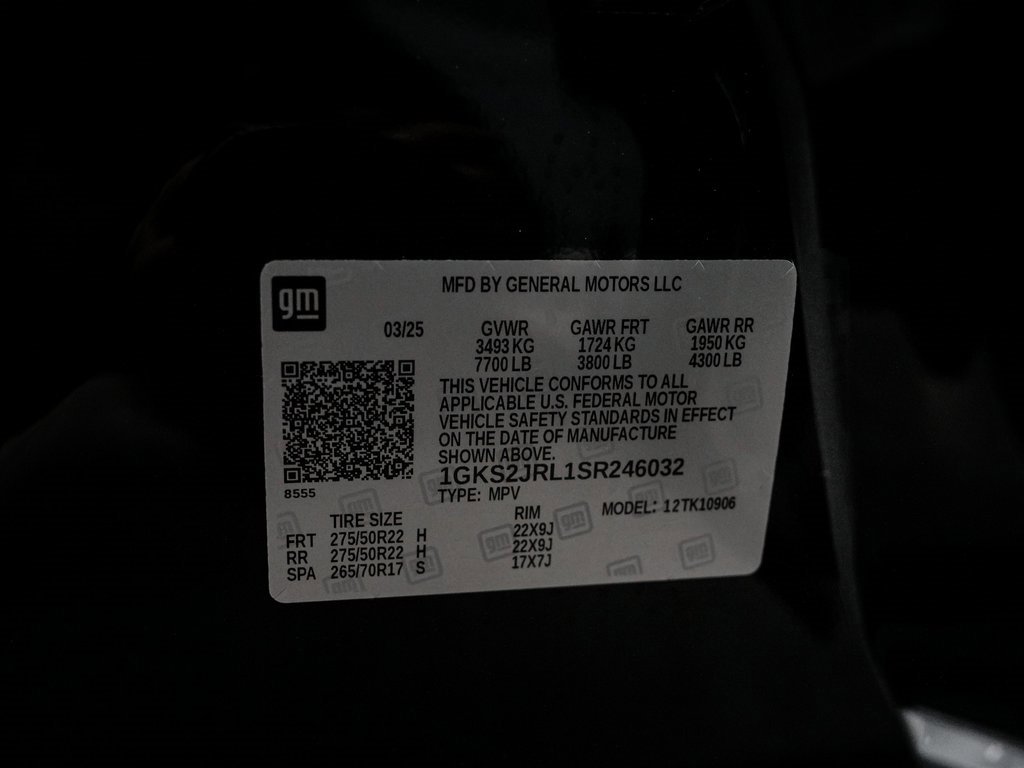 gm
MFD BY GENERAL MOTORS LLC
03/25 GVWR GAWR FRT GAWR RR
3493 KG 1724 KG 1950 KG
7700 LB 3800 LB 4300 LB
THIS VEHICLE CONFORMS TO ALL
APPLICABLE U.S. FEDERAL MOTOR
VEHICLE SAFETY STANDARDS IN EFFECT
ON THE DATE OF MANUFACTURE
SHOWN ABOVE.
1GKS2JRL1SR246032
8555
TYPE: MPV
MODEL: 12TK10906
TIRE SIZE RIM
FRT 275/50R22 H 22X9J
RR 275/50R22 H 22X9J
SPA 265/70R17 S 17X7J